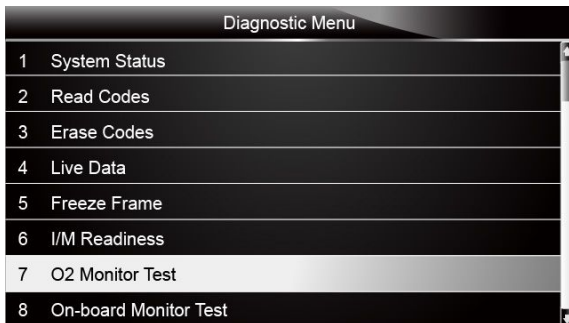 Diagnostic Menu
1 System Status
2 Read Codes
3 Erase Codes
4 Live Data
5 Freeze Frame
6 I/M Readiness
7 O2 Monitor Test
8 On-board Monitor Test